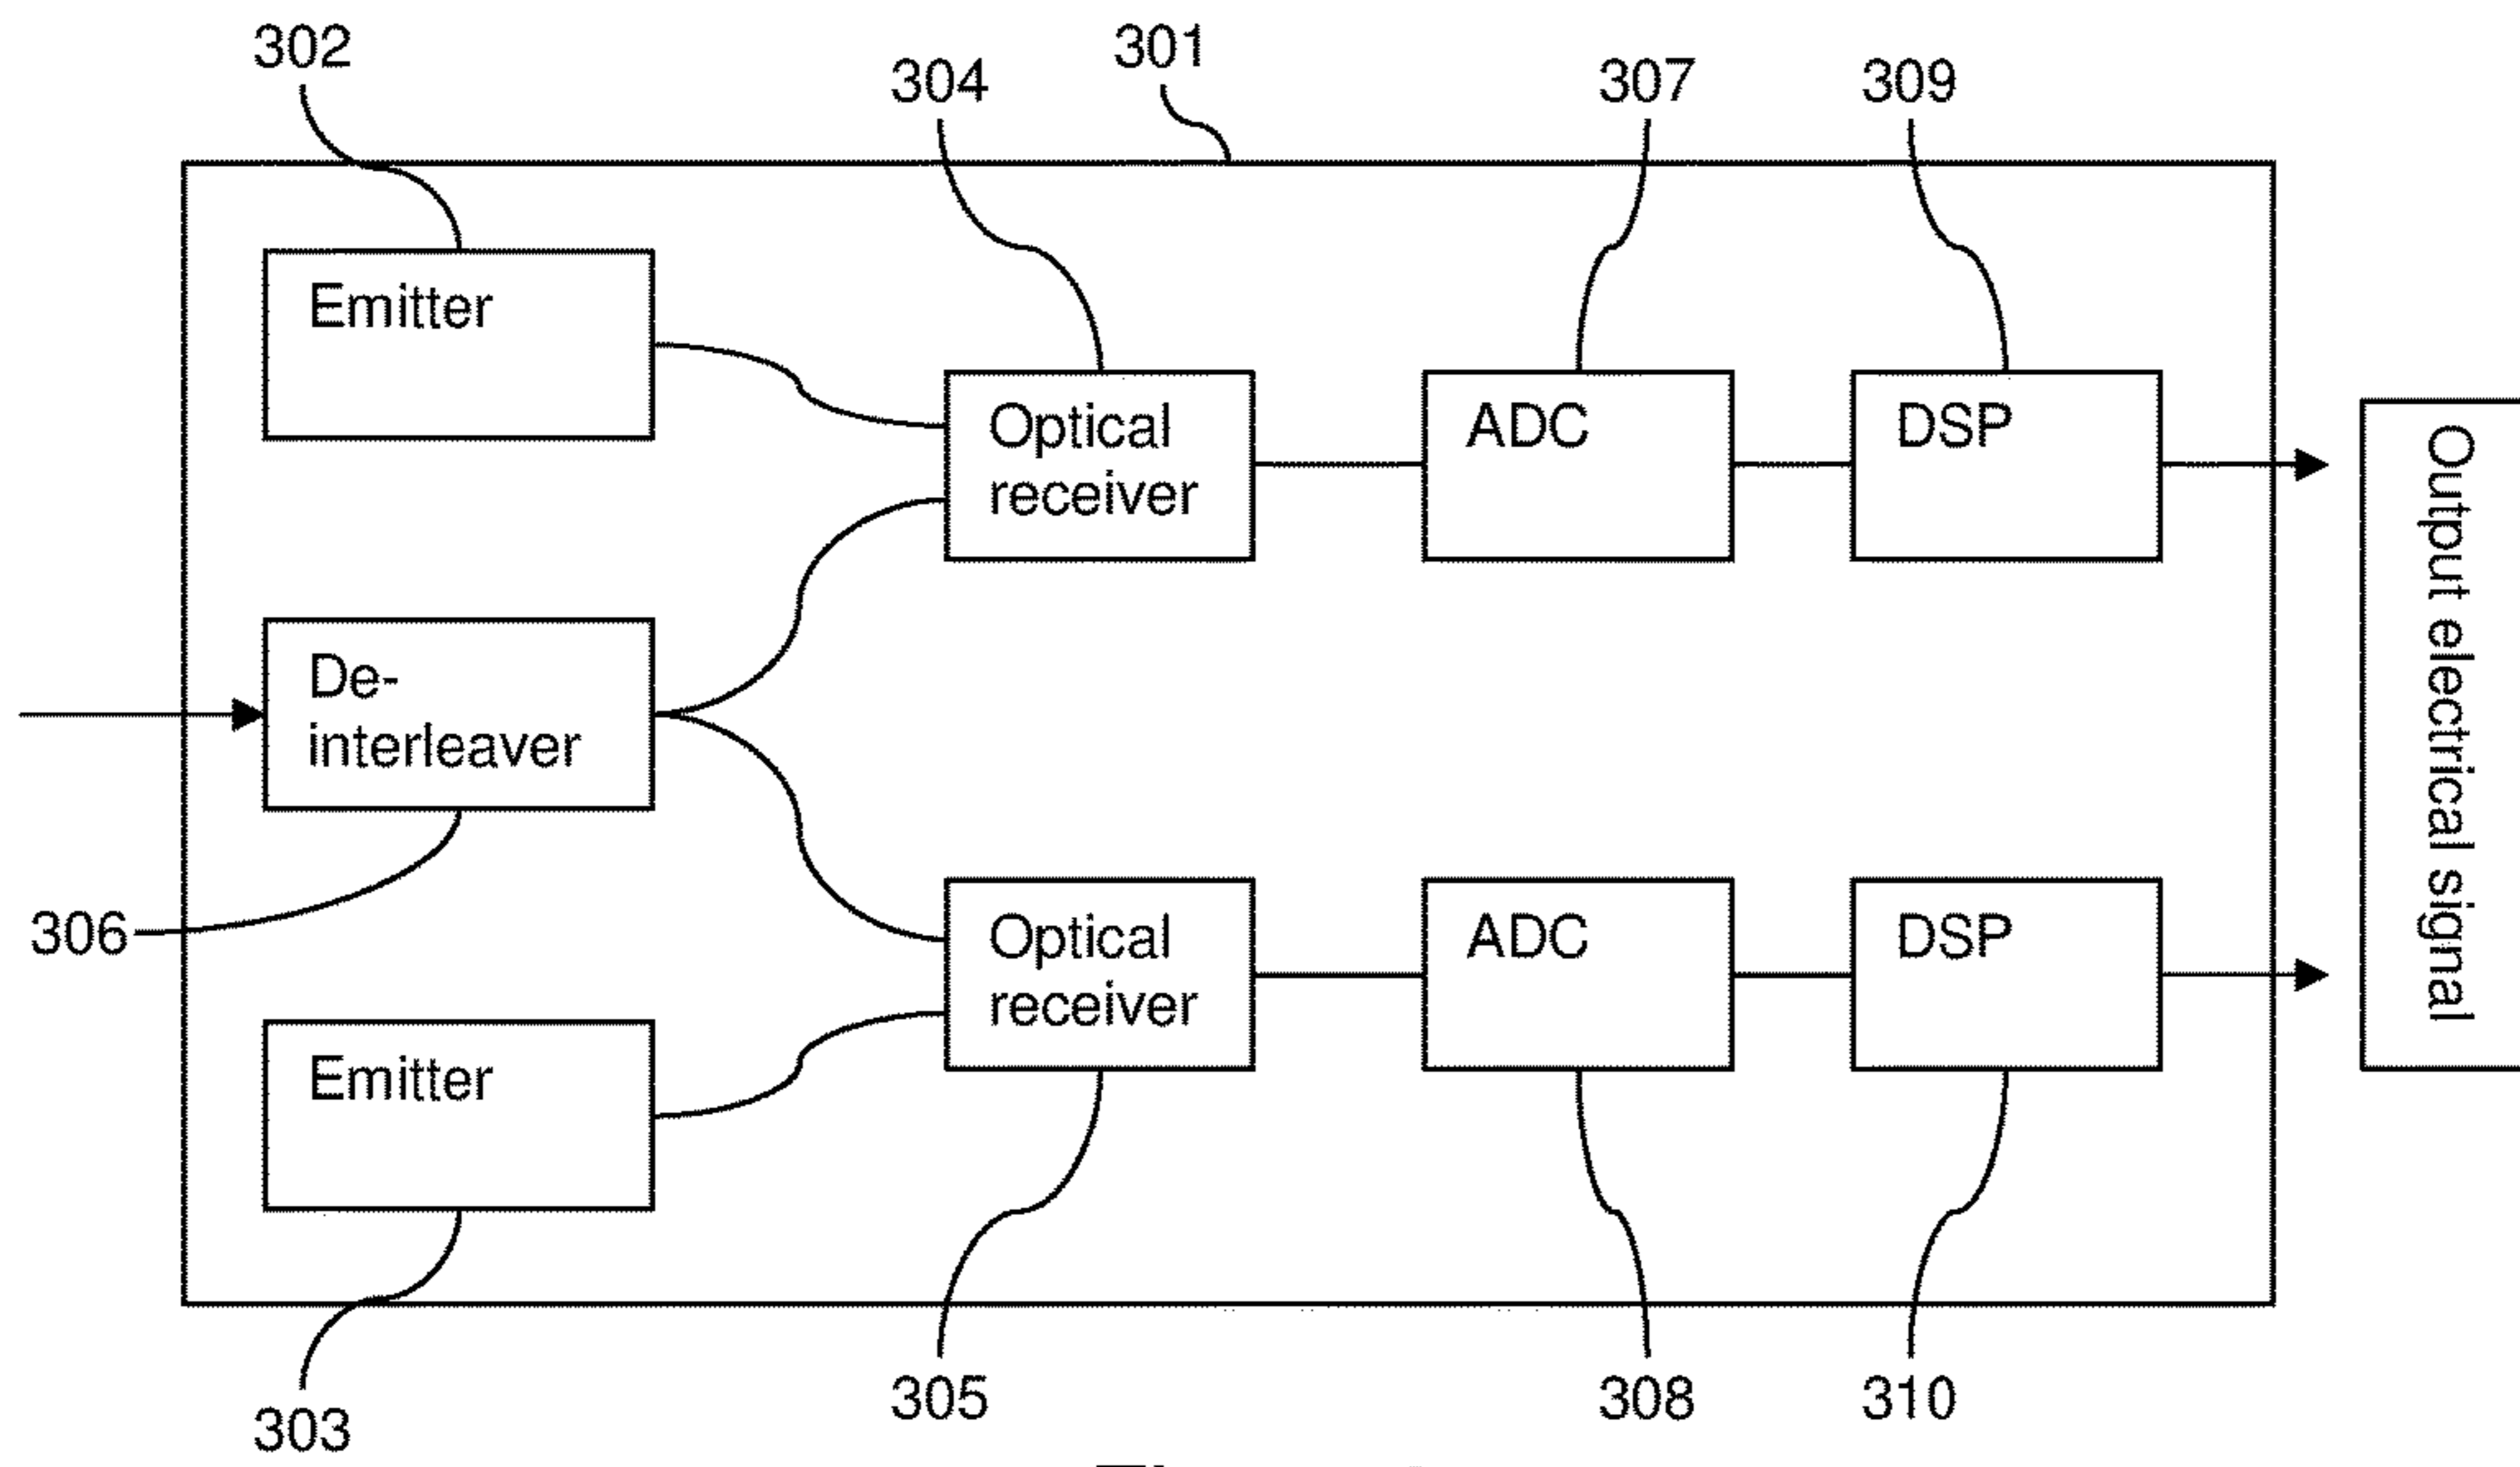 302
304
301
307
309
Emitter
Optical
receiver
ADC
DSP
De-
interleaver
Output electrical signal
306
Optical
receiver
ADC
DSP
Emitter
303
305
308
310